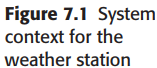 Figure 7.1 System
context for the
weather station